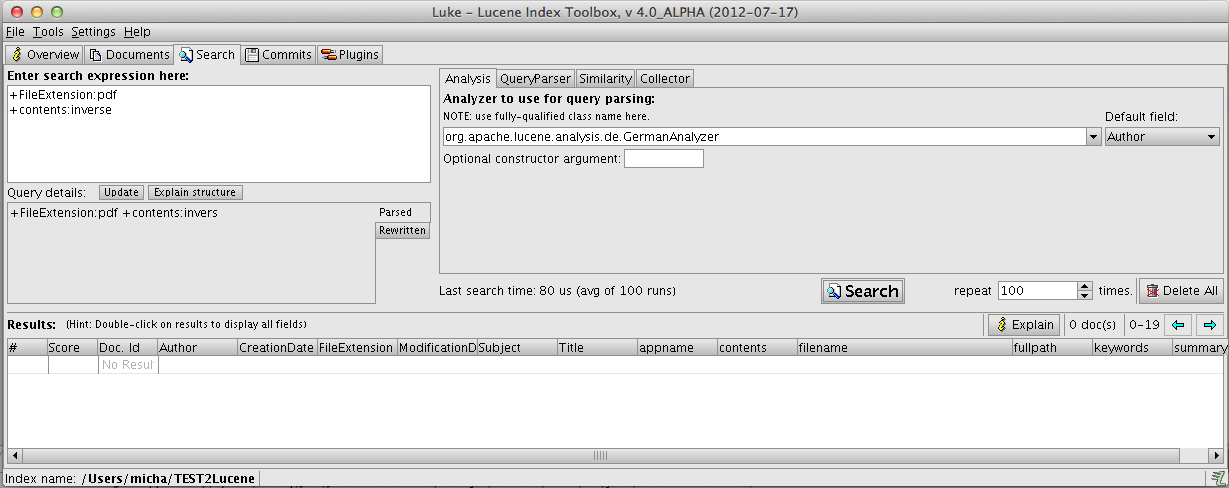 Luke - Lucene Index Toolbox, v 4.0_ALPHA (2012-07-17)
File Tools Settings Help
Overview Documents Search Commits Plugins
Enter search expression here:
+FileExtension:pdf
+contents:inverse
Query details: Update Explain structure
+FileExtension:pdf +contents:invers
Parsed
Rewritten
Analysis QueryParser Similarity Collector
Analyzer to use for query parsing:
NOTE: use fully-qualified class name here.
Default field:
org.apache.lucene.analysis.de.GermanAnalyzer
Author
Optional constructor argument:
Last search time: 80 us (avg of 100 runs)
Search
repeat 100 times.
Delete All
Results: (Hint: Double-click on results to display all fields)
Explain 0 doc(s) 0-19
# Score Doc. Id Author CreationDate FileExtension ModificationD Subject Title appname contents filename fullpath keywords summary
No Resul
Index name: /Users/micha/TEST2Lucene